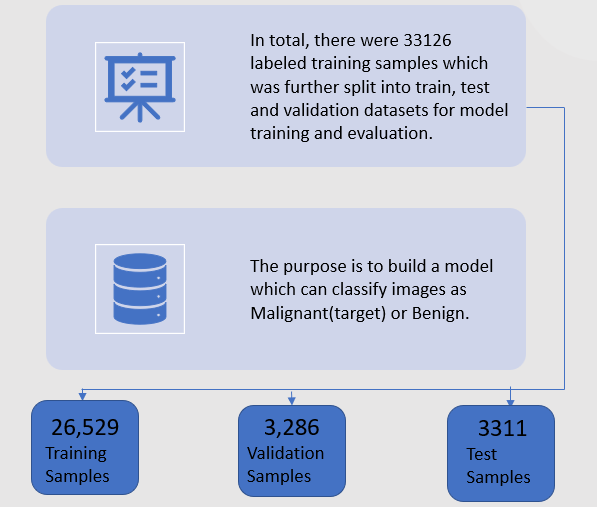 In total, there were 33126
labeled training samples which
was further split into train, test
and validation datasets for model
training and evaluation.
The purpose is to build a model
which can classify images as
Malignant(target) or Benign.
26,529
Training
Samples
3,286
Validation
Samples
3311
Test
Samples